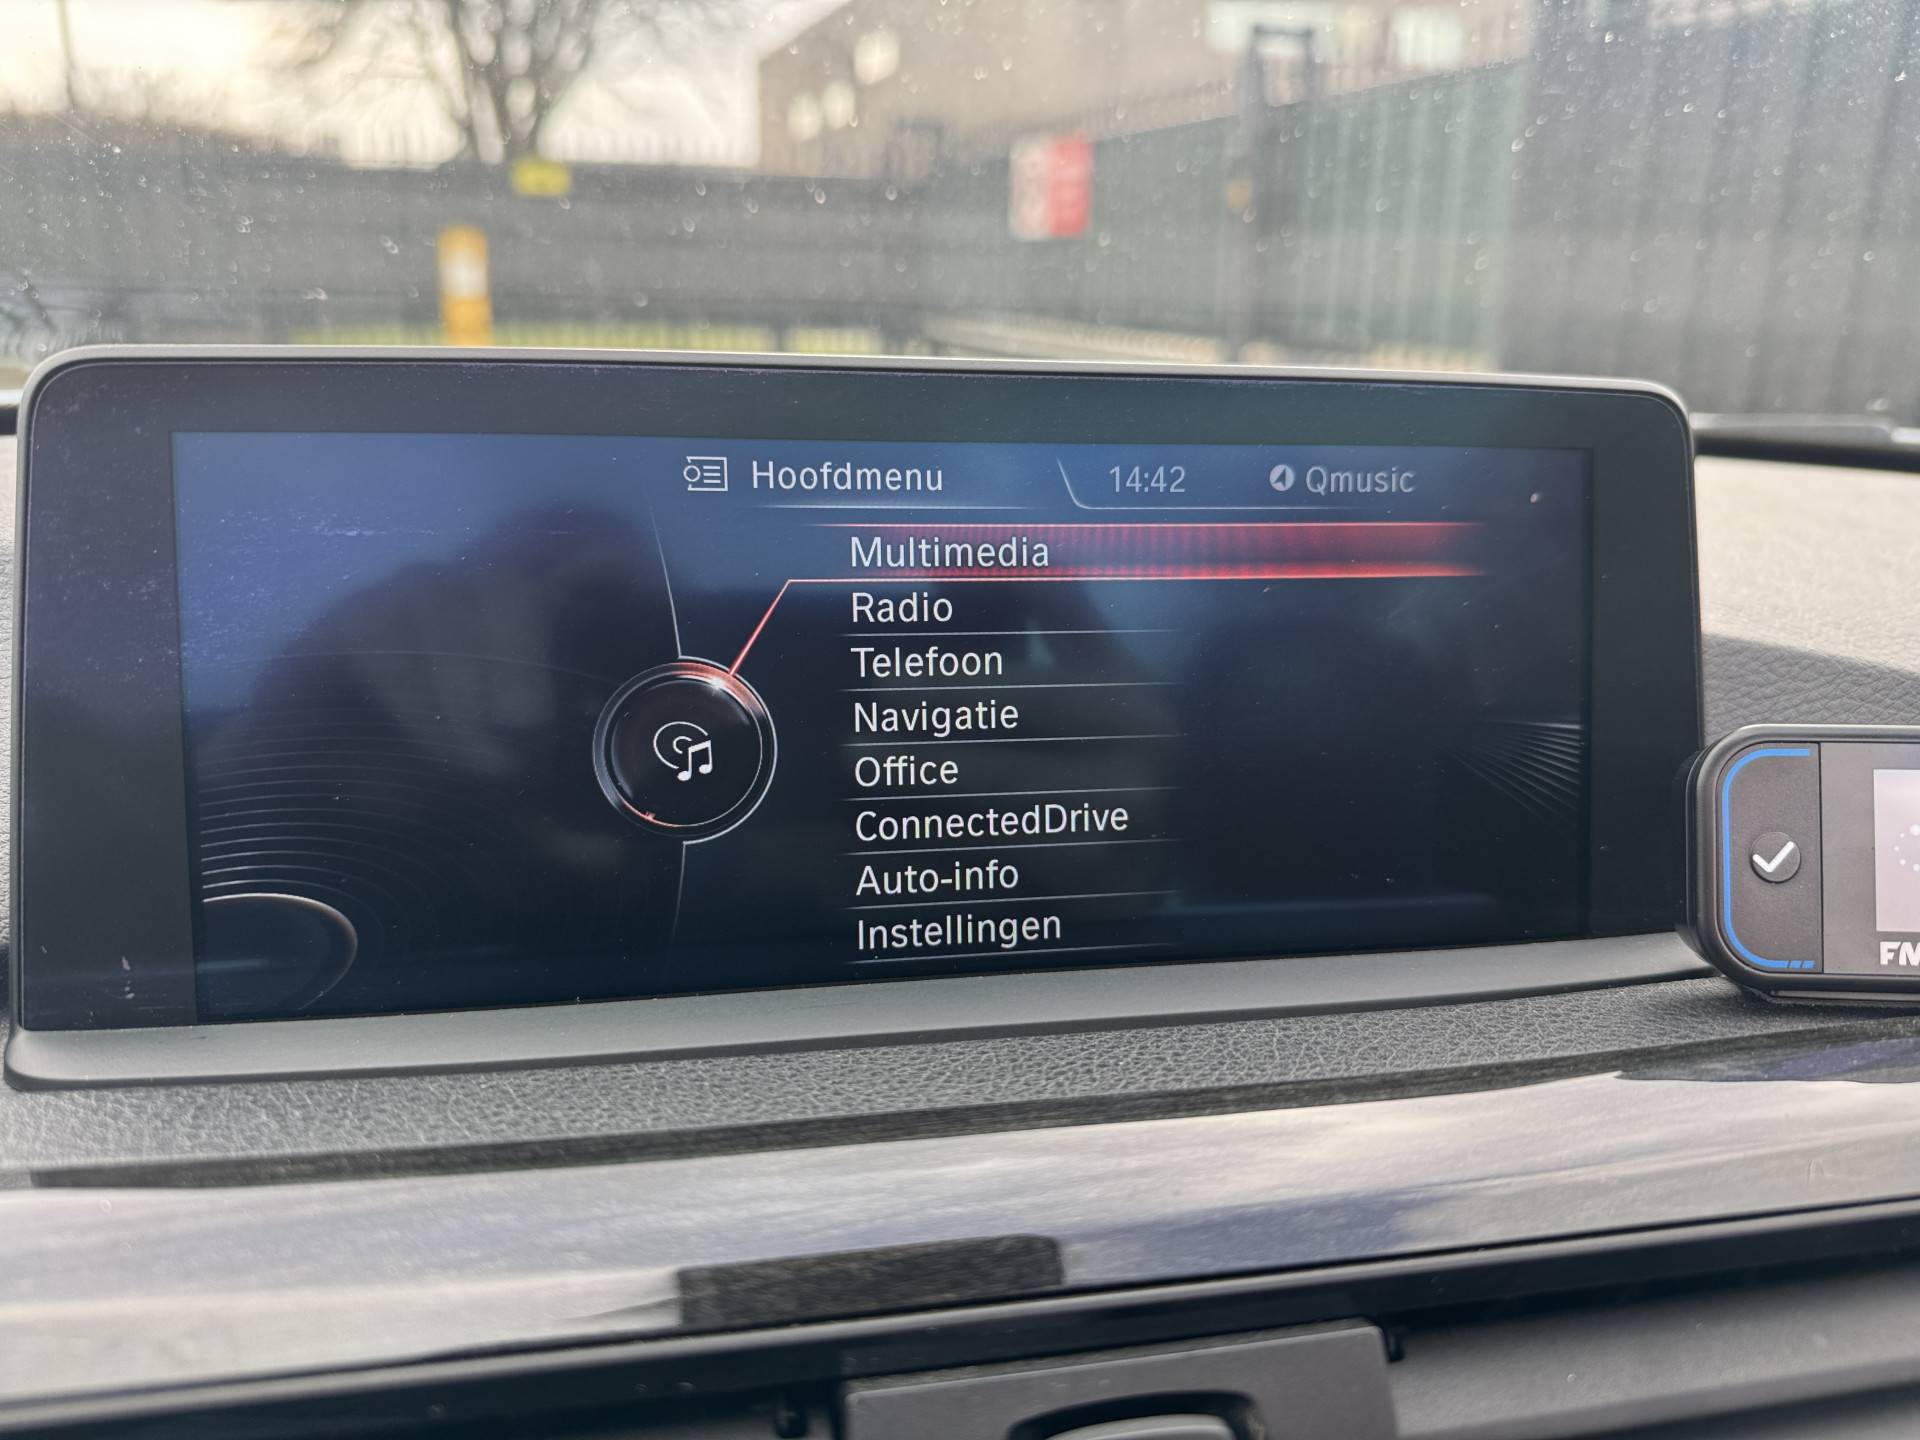 Hoofdmenu 14:42 Qmusic
Multimedia
Radio
Telefoon
Navigatie
Office
ConnectedDrive
Auto-info
Instellingen
FM